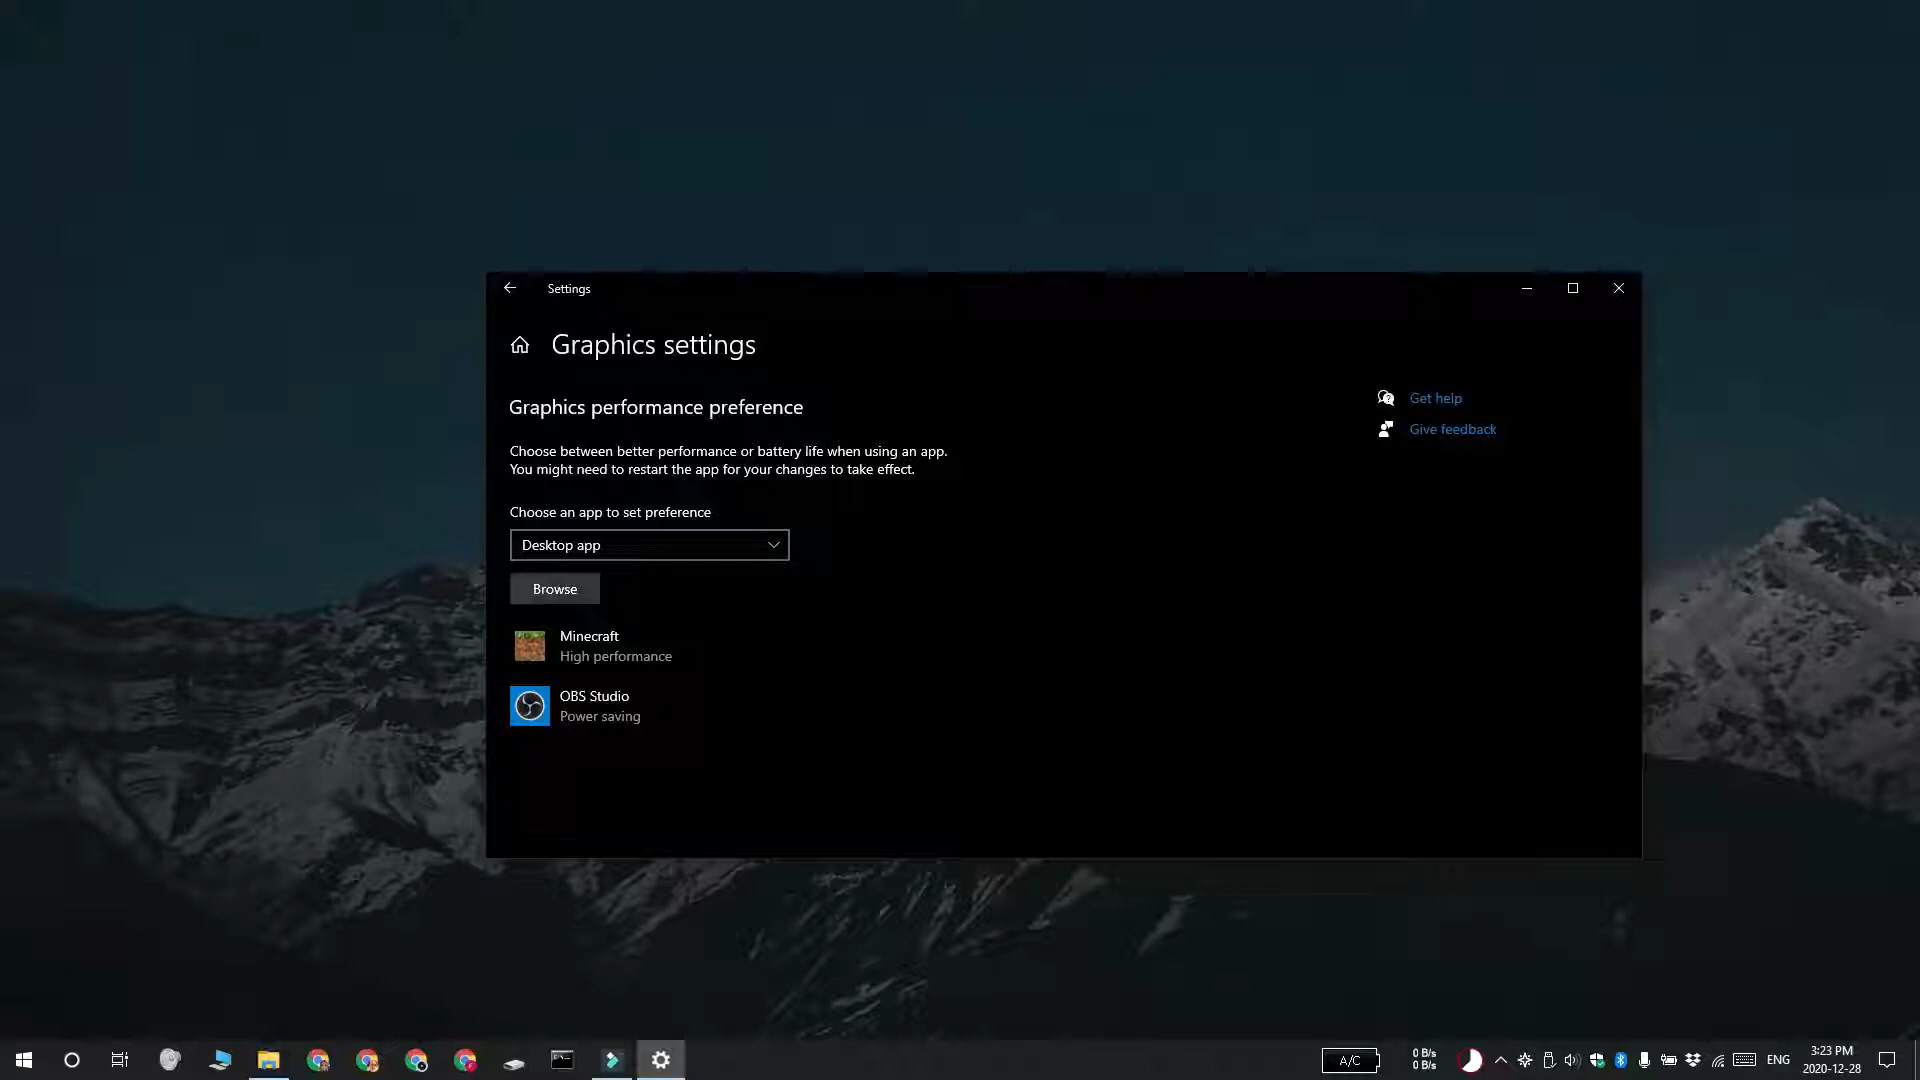 Settings
Graphics settings
Graphics performance preference
Choose between better performance or battery life when using an app.
You might need to restart the app for your changes to take effect.
Choose an app to set preference
Desktop app
Browse
Minecraft
High performance
OBS Studio
Power saving
Get help
Give feedback
A/C
0 B/s
0 B/s
ENG
3:23 PM
2020-12-28